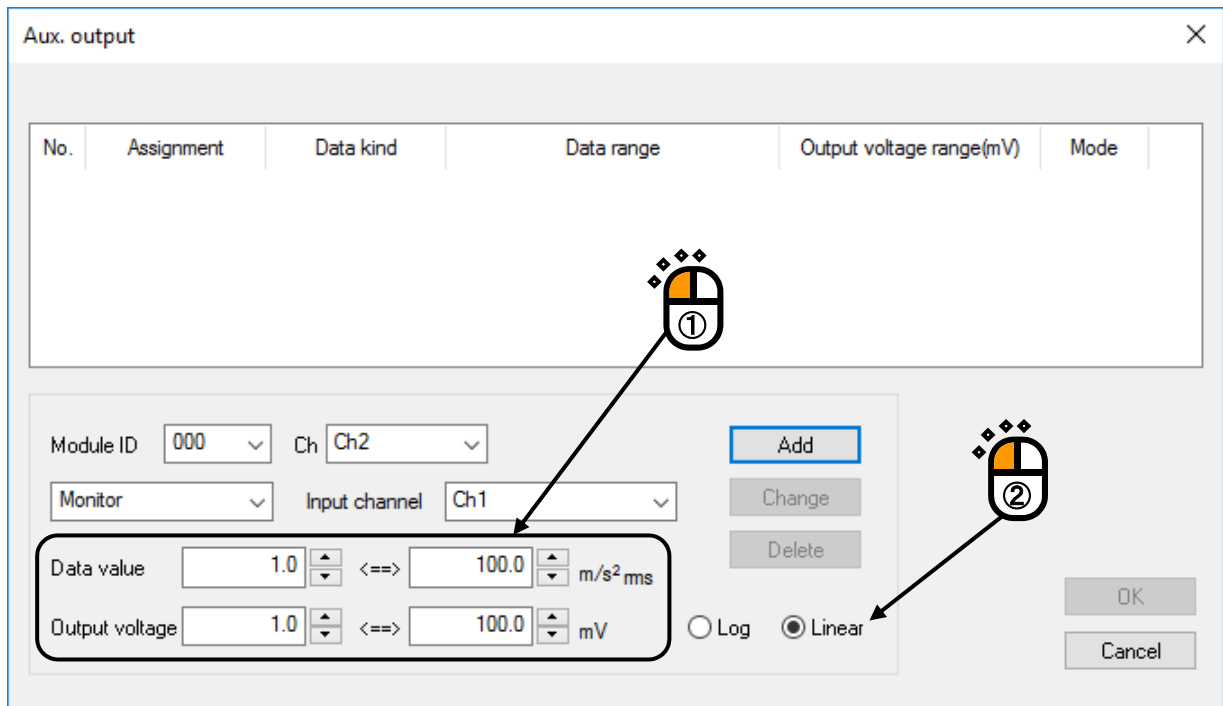 Aux. output
No. Assignment Data kind Data range Output voltage range(mV) Mode
①
Module ID 000 Ch Ch2 Add
②
Monitor Input channel Ch1 Change
Data value 1.0 <==> 100.0 m/s² rms Delete
Output voltage 1.0 <==> 100.0 mV Log Linear
OK
Cancel